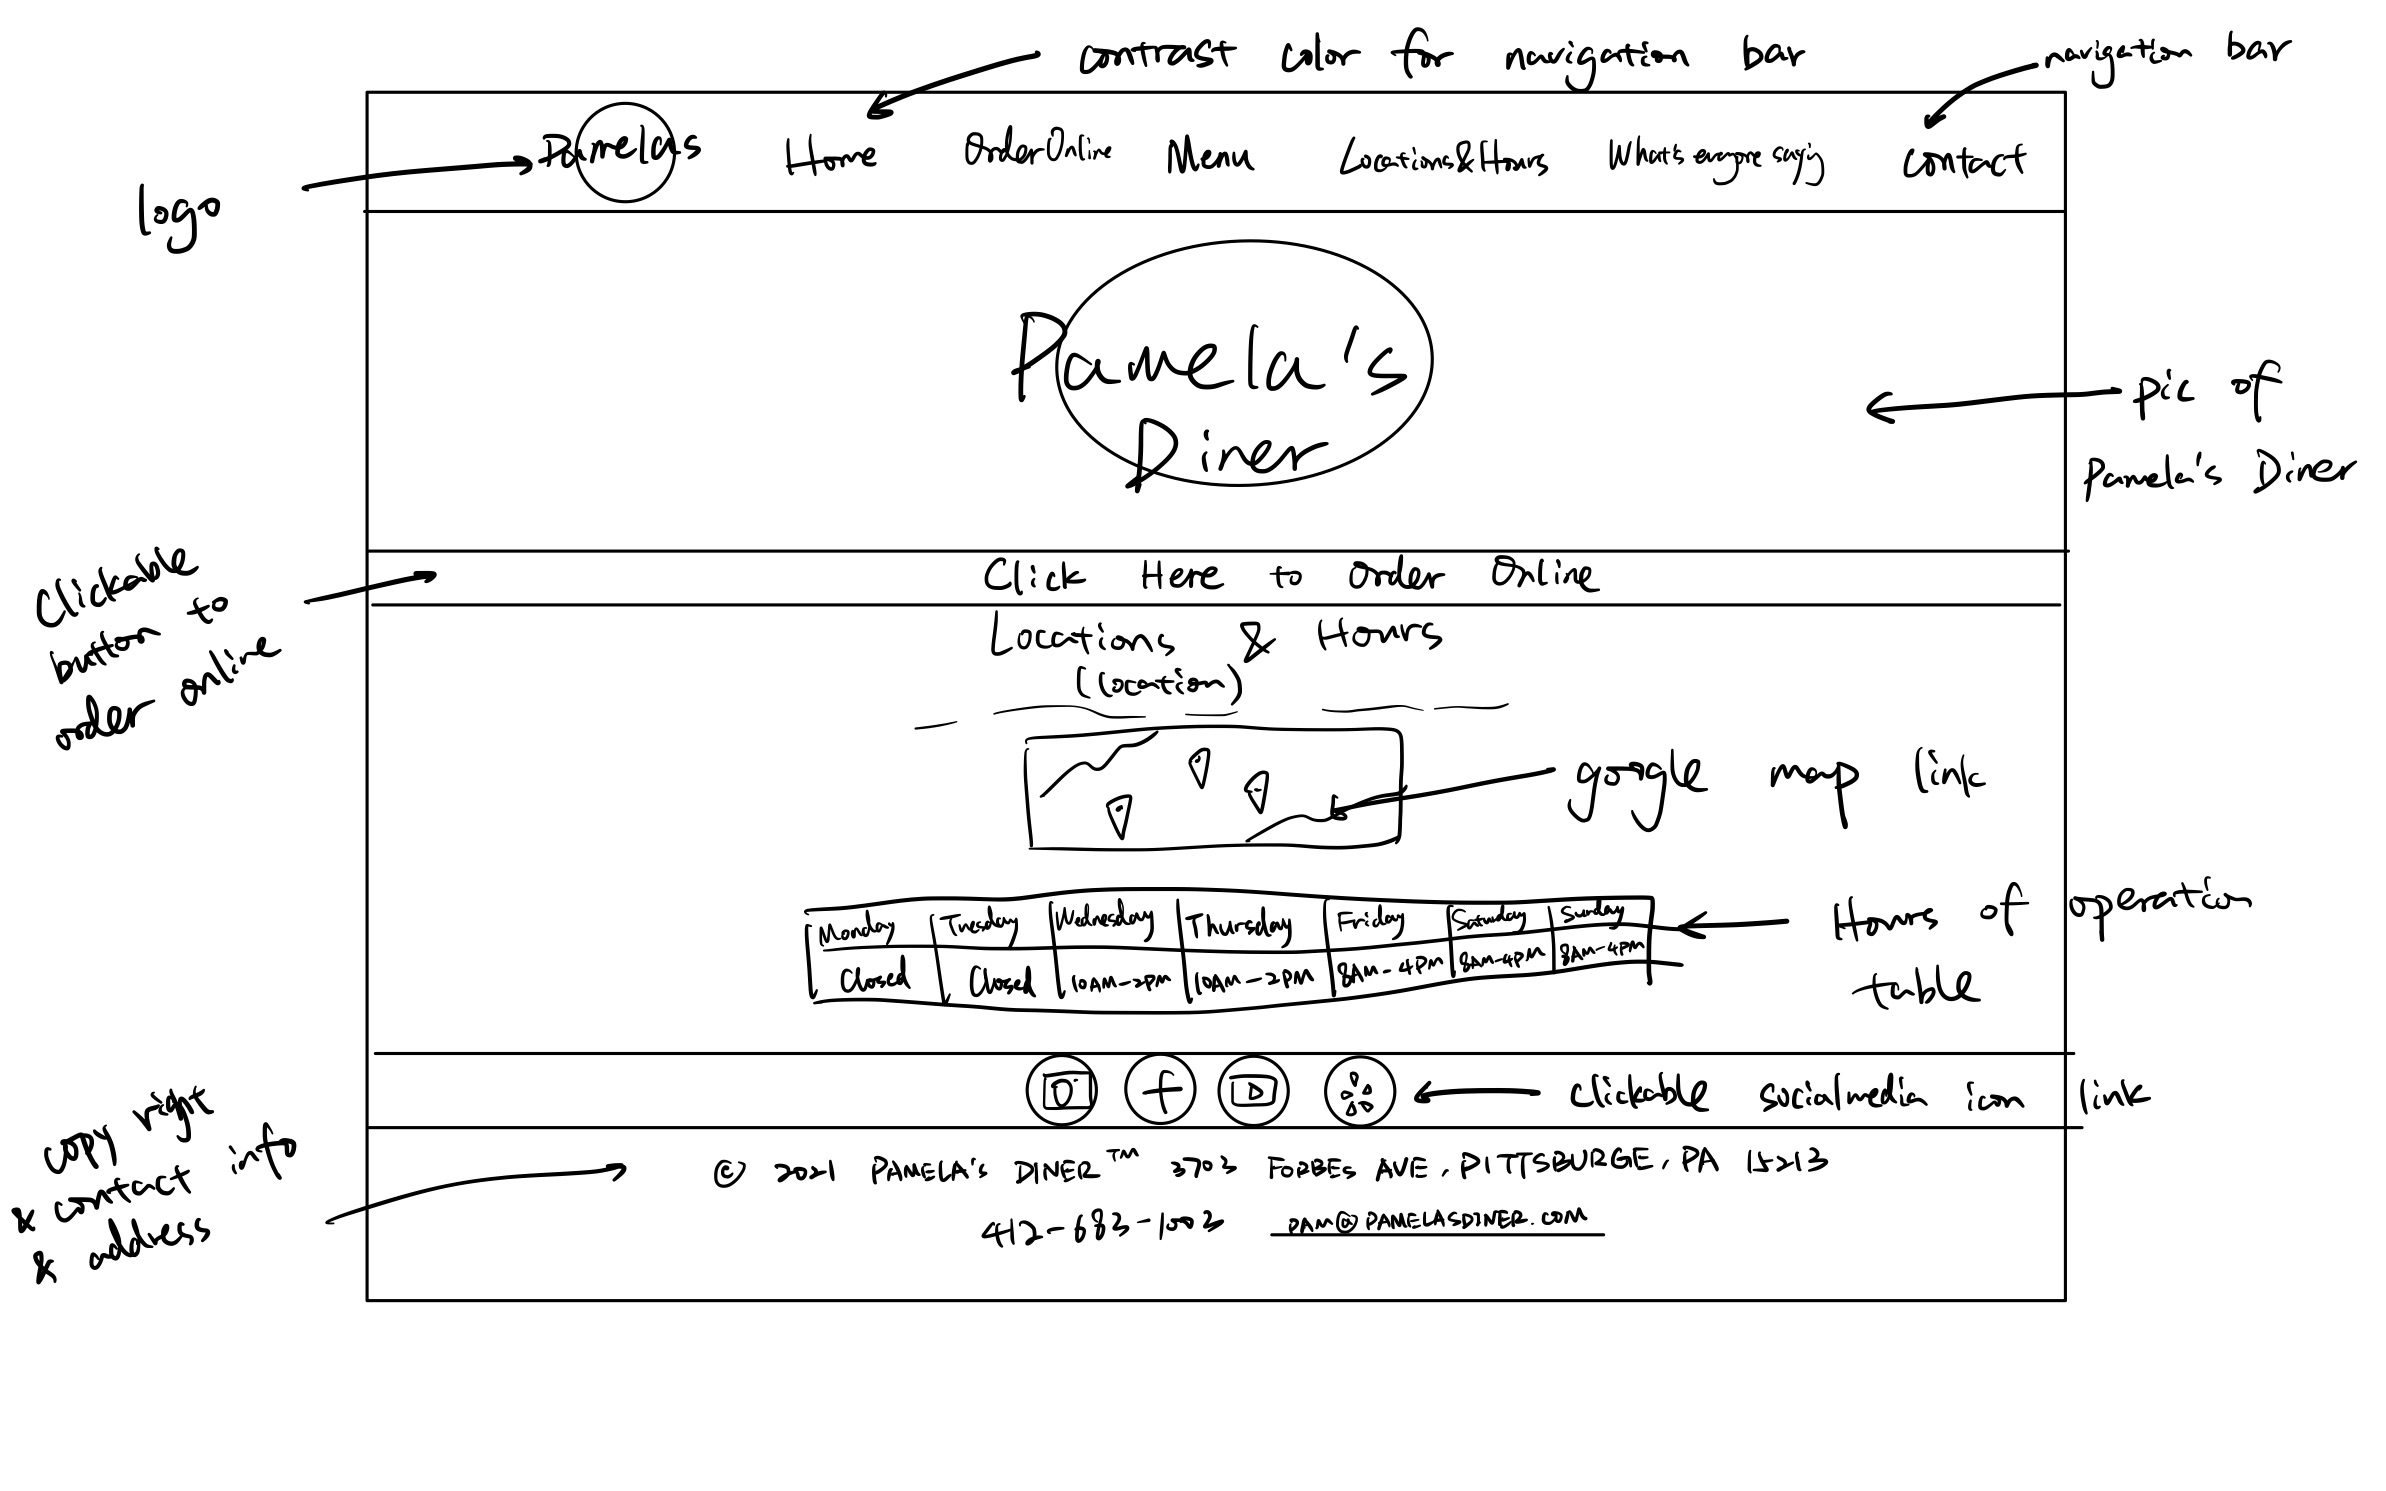 contrast color for navigation bar
navigation bar
logo
Pamelas Home Order Online Menu Locations & Hours What's everyone saying contact
Pamela's
Diner
pic of
Pamela's Diner
Clickable
button to
order online
Click Here to Order Online
Locations & Hours
(location)
google map link
Monday Tuesday Wednesday Thursday Friday Saturday Sunday
Closed Closed 10AM-2PM 10AM-2PM 8AM-4PM 8AM-4PM 8AM-4PM
Hours of operation
table
clickable socialmedia icon link
copy right
& contact info
& address
© 2021 PAMELA'S DINER™ 3703 FORBES AVE, PITTSBURGE, PA 15213
412-683-1003 PAM@PAMELASDINER.COM